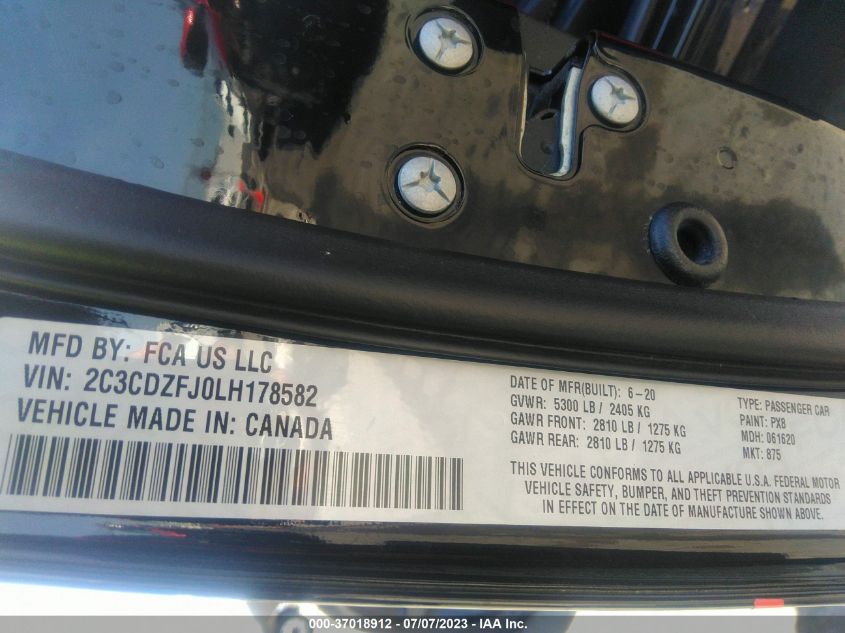 MFD BY: FCA US LLC
VIN: 2C3CDZFJ0LH178582
VEHICLE MADE IN: CANADA
DATE OF MFR(BUILT): 6-20
GVWR: 5300 LB / 2405 KG
GAWR FRONT: 2810 LB / 1275 KG
GAWR REAR: 2810 LB / 1275 KG
TYPE: PASSENGER CAR
PAINT: PX8
MDH: 061620
MKT: 875
THIS VEHICLE CONFORMS TO ALL APPLICABLE U.S.A. FEDERAL MOTOR
VEHICLE SAFETY, BUMPER, AND THEFT PREVENTION STANDARDS
IN EFFECT ON THE DATE OF MANUFACTURE SHOWN ABOVE.
000-37018912 - 07/07/2023 - IAA Inc.